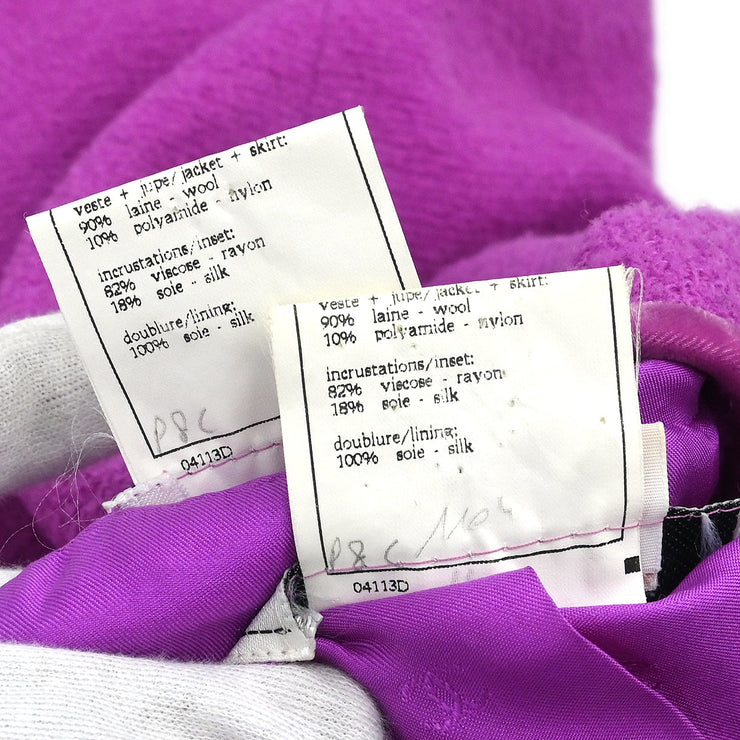 veste + jupe/jacket + skirt:
90% laine - wool
10% polyamide - nylon
incrustations/inset:
82% viscose - rayon
18% soie - silk
doublure/lining:
100% soie - silk
P8C
04113D
veste + jupe/jacket + skirt:
90% laine - wool
10% polyamide - nylon
incrustations/inset:
82% viscose - rayon
18% soie - silk
doublure/lining:
100% soie - silk
P8C
04113D